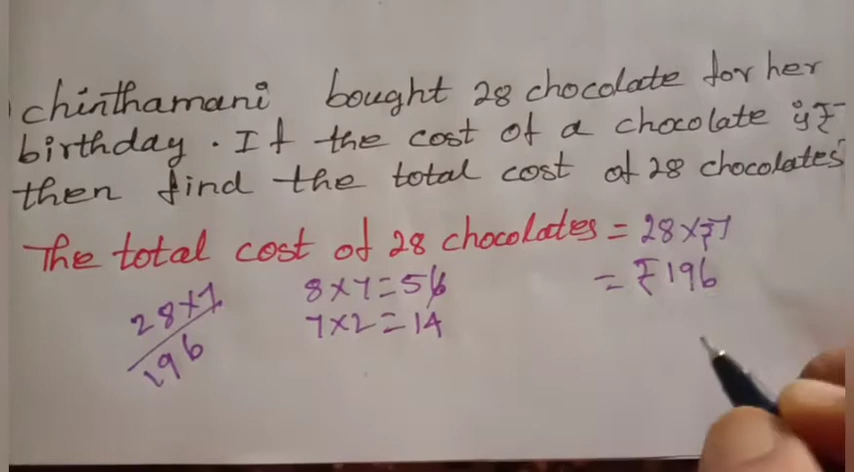 chinthamani bought 28 chocolate for her
birthday. If the cost of a chocolate is ₹
then find the total cost of 28 chocolates
The total cost of 28 chocolates = 28×₹7
= ₹196
28×7
196
8×7=56
7×2=14